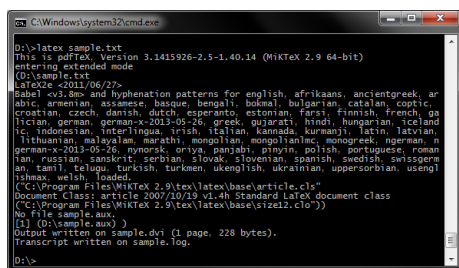 C:\Windows\system32\cmd.exe
D:\>latex sample.txt
This is pdfTeX, Version 3.1415926-2.5-1.40.14 (MiKTeX 2.9 64-bit)
entering extended mode
(D:\sample.txt
LaTeX2e <2011/06/27>
Babel <v3.8m> and hyphenation patterns for english, afrikaans, ancientgreek, ar
abic, armenian, assamese, basque, bengali, bokmal, bulgarian, catalan, coptic,
croatian, czech, danish, dutch, esperanto, estonian, farsi, finnish, french, ga
lician, german, german-x-2013-05-26, greek, gujarati, hindi, hungarian, iceland
ic, indonesian, interlingua, irish, italian, kannada, kurmanji, latin, latvian,
lithuanian, malayalam, marathi, mongolian, mongolianlmc, monogreek, ngerman, n
german-x-2013-05-26, nynorsk, oriya, panjabi, pinyin, polish, portuguese, roman
ian, russian, sanskrit, serbian, slovak, slovenian, spanish, swedish, swissgerm
an, tamil, telugu, turkish, turkmen, ukenglish, ukrainian, uppersorbian, usengl
ishmax, welsh, loaded.
("C:\Program Files\MiKTeX 2.9\tex\latex\base\article.cls"
Document Class: article 2007/10/19 v1.4h Standard LaTeX document class
("C:\Program Files\MiKTeX 2.9\tex\latex\base\size12.clo"))
No file sample.aux.
[1] (D:\sample.aux) )
Output written on sample.dvi (1 page, 228 bytes).
Transcript written on sample.log.
D:\>